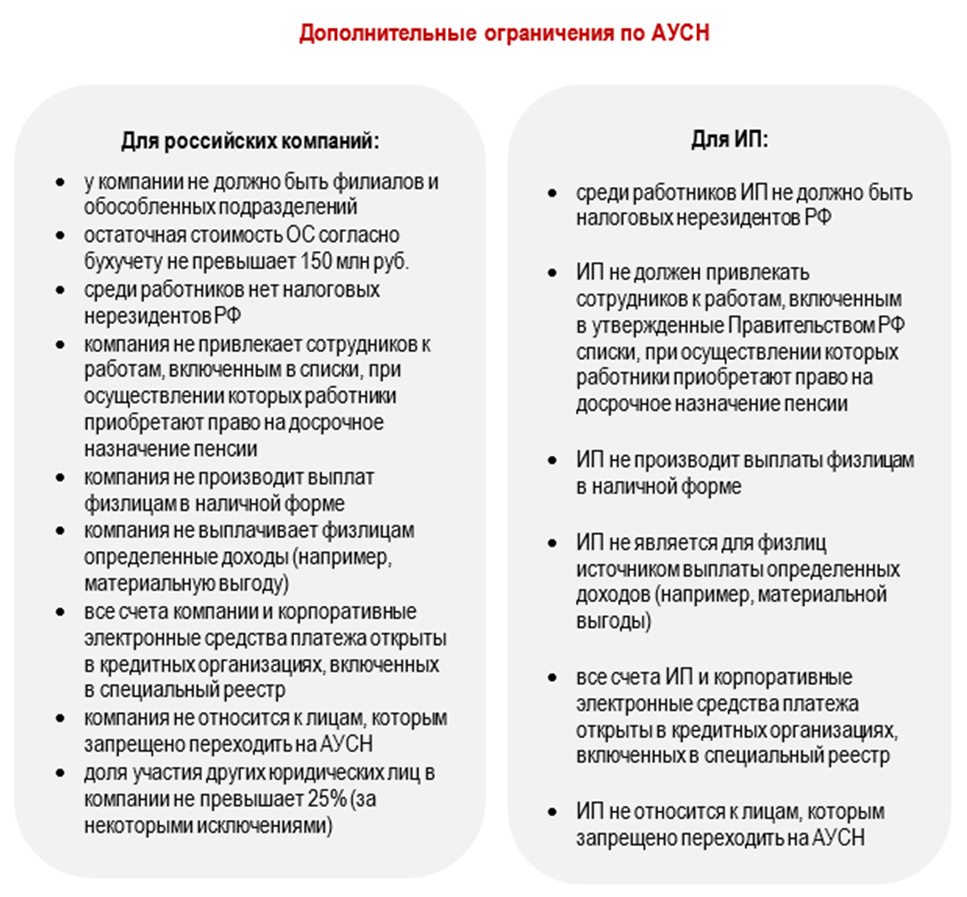 Дополнительные ограничения по АУСН
Для российских компаний:
• у компании не должно быть филиалов и
обособленных подразделений
• остаточная стоимость ОС согласно
бухучету не превышает 150 млн руб.
• среди работников нет налоговых
нерезидентов РФ
• компания не привлекает сотрудников к
работам, включенным в списки, при
осуществлении которых работники
приобретают право на досрочное
назначение пенсии
• компания не производит выплат
физлицам в наличной форме
• компания не выплачивает физлицам
определенные доходы (например,
материальную выгоду)
• все счета компании и корпоративные
электронные средства платежа открыты
в кредитных организациях, включенных
в специальный реестр
• компания не относится к лицам, которым
запрещено переходить на АУСН
• доля участия других юридических лиц в
компании не превышает 25% (за
некоторыми исключениями)
Для ИП:
• среди работников ИП не должно быть
налоговых нерезидентов РФ
• ИП не должен привлекать
сотрудников к работам, включенным
в утвержденные Правительством РФ
списки, при осуществлении которых
работники приобретают право на
досрочное назначение пенсии
• ИП не производит выплаты физлицам
в наличной форме
• ИП не является для физлиц
источником выплаты определенных
доходов (например, материальной
выгоды)
• все счета ИП и корпоративные
электронные средства платежа
открыты в кредитных организациях,
включенных в специальный реестр
• ИП не относится к лицам, которым
запрещено переходить на АУСН